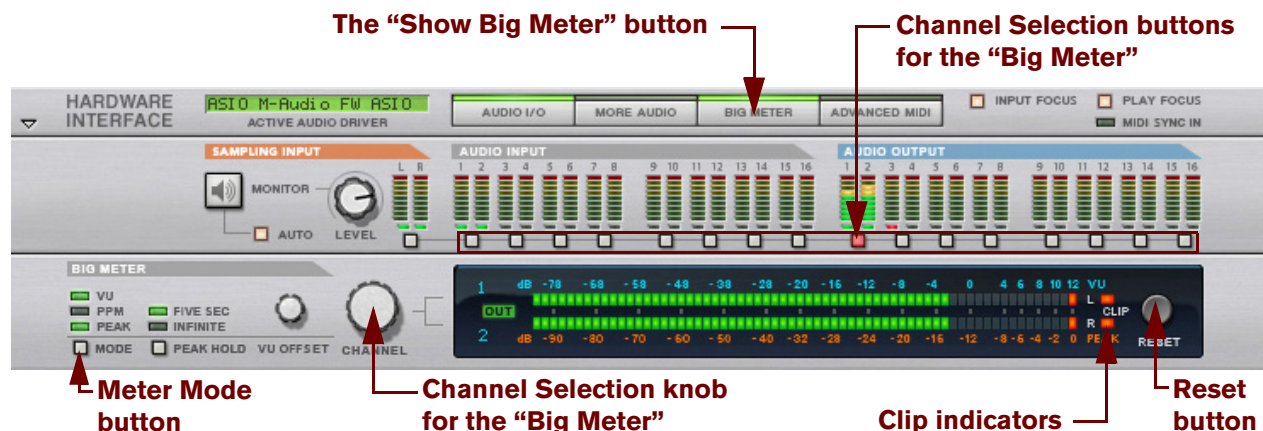 The “Show Big Meter” button
Channel Selection buttons
for the “Big Meter”
HARDWARE
INTERFACE
ASIO M-Audio FW ASIO
ACTIVE AUDIO DRIVER
AUDIO I/O
MORE AUDIO
BIG METER
ADVANCED MIDI
INPUT FOCUS
PLAY FOCUS
MIDI SYNC IN
SAMPLING INPUT
L R
AUDIO INPUT
1 2 3 4 5 6 7 8 9 10 11 12 13 14 15 16
AUDIO OUTPUT
1 2 3 4 5 6 7 8 9 10 11 12 13 14 15 16
MONITOR
AUTO
LEVEL
BIG METER
VU
PPM
PEAK
FIVE SEC
INFINITE
MODE
PEAK HOLD
VU OFFSET
CHANNEL
1 dB -78 -68 -58 -48 -38 -28 -20 -16 -12 -8 -4 0 4 6 8 10 12 VU
OUT
L
CLIP
R
2 dB -90 -80 -70 -60 -50 -40 -32 -28 -24 -20 -16 -12 -8 -6 -4 -2 0 PEAK
RESET
Meter Mode
button
Channel Selection knob
for the “Big Meter”
Clip indicators
Reset
button